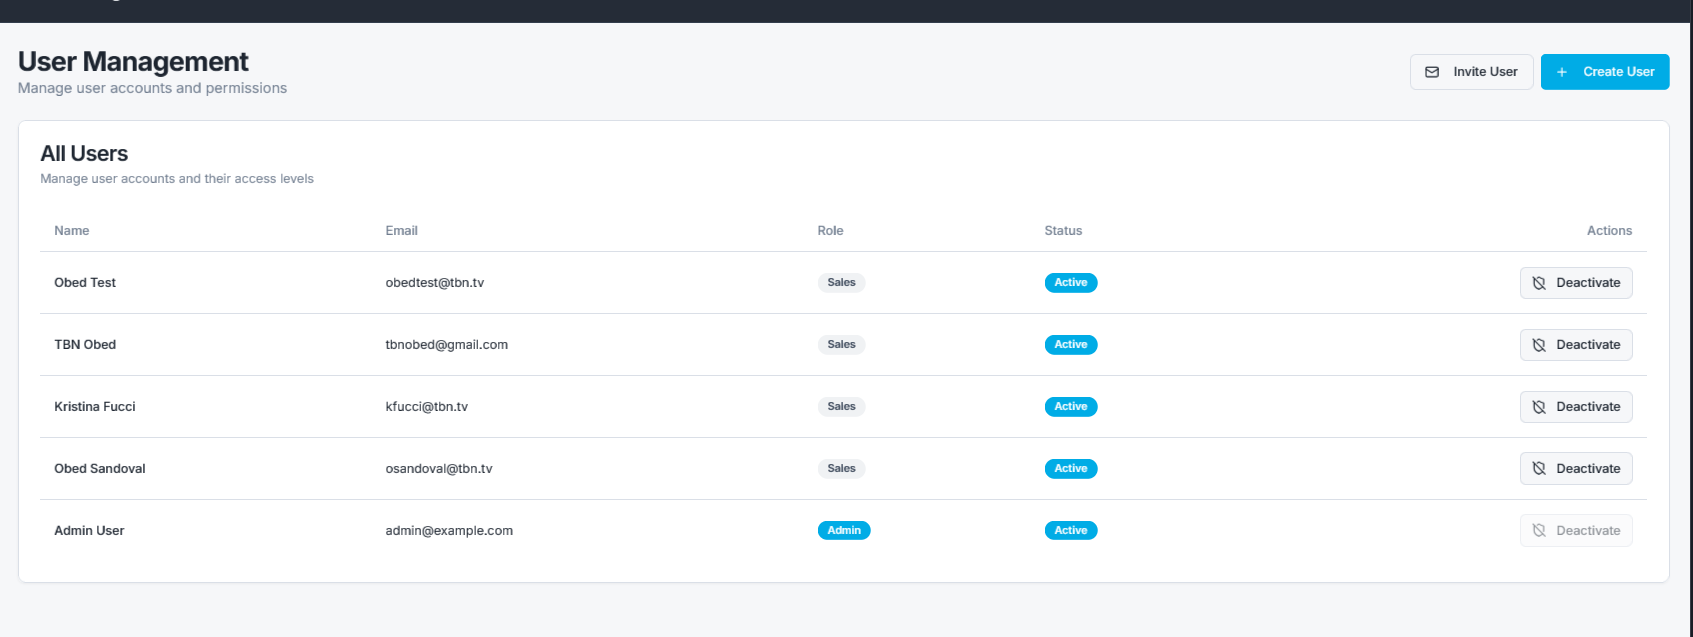 User Management
Manage user accounts and permissions
Invite User
Create User
All Users
Manage user accounts and their access levels
Name Email Role Status Actions
Obed Test obedtest@tbn.tv Sales Active Deactivate
TBN Obed tbnobed@gmail.com Sales Active Deactivate
Kristina Fucci kfucci@tbn.tv Sales Active Deactivate
Obed Sandoval osandoval@tbn.tv Sales Active Deactivate
Admin User admin@example.com Admin Active Deactivate